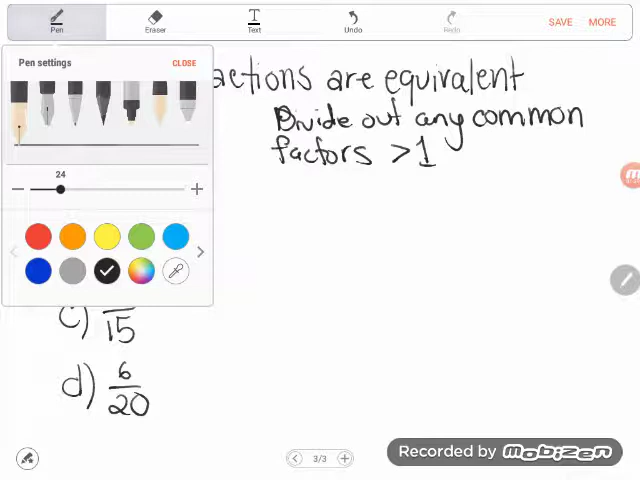 Pen
Eraser
Text
Undo
Redo
SAVE
MORE
Pen settings
CLOSE
24
actions are equivalent
Divide out any common
factors > 1
c) 15
d) 6/20
3/3
Recorded by mobizen